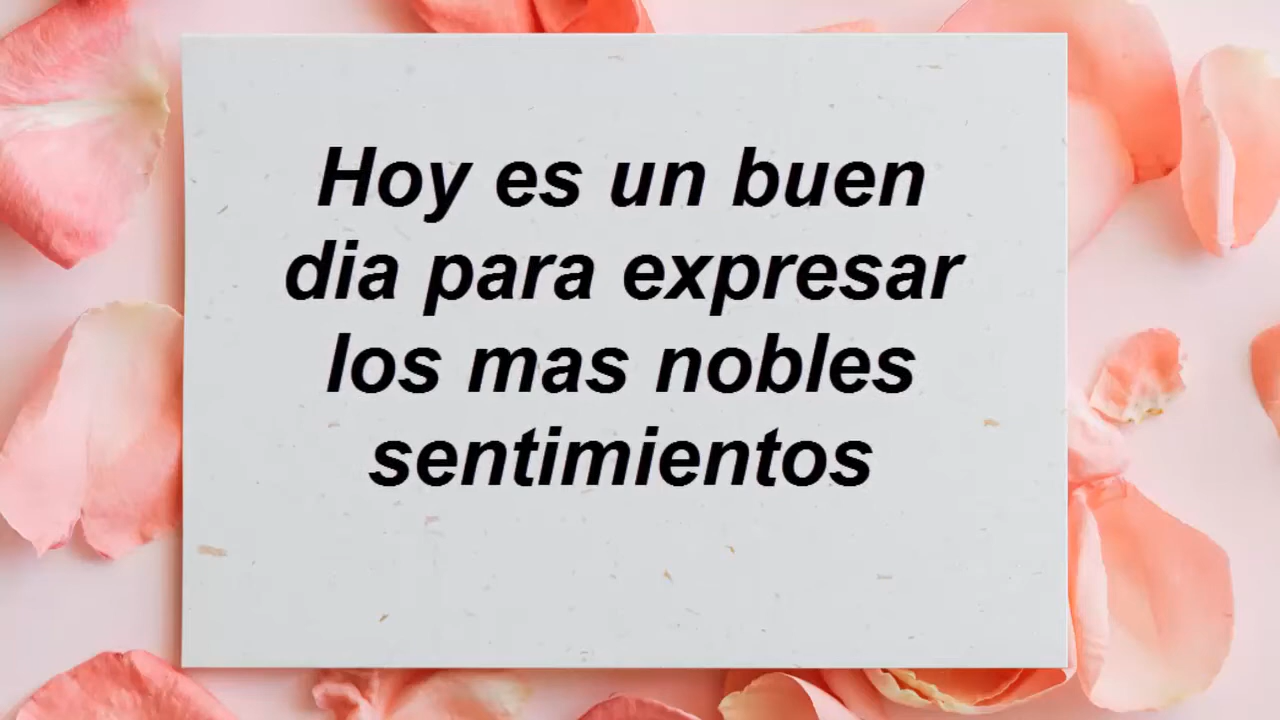 Hoy es un buen
dia para expresar
los mas nobles
sentimientos